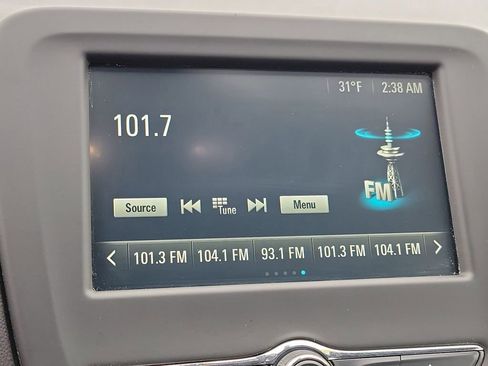 31°F 2:38 AM
101.7
FM
Source Tune Menu
101.3 FM 104.1 FM 93.1 FM 101.3 FM 104.1 FM